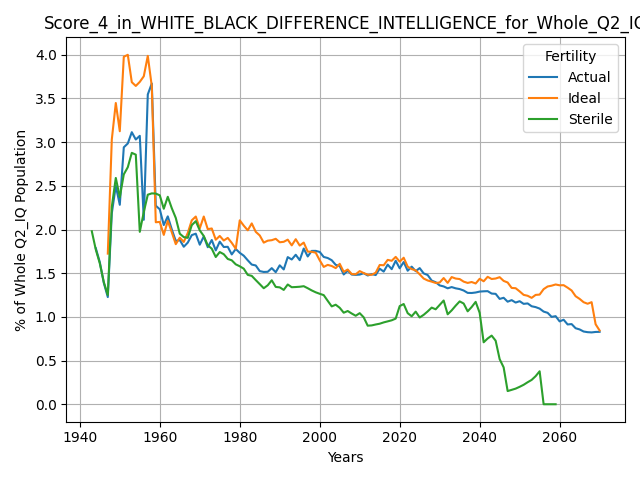 Score_4_in_WHITE_BLACK_DIFFERENCE_INTELLIGENCE_for_Whole_Q2_IQ
Fertility
Actual
Ideal
Sterile
% of Whole Q2_IQ Population
4.0
3.5
3.0
2.5
2.0
1.5
1.0
0.5
0.0
1940 1960 1980 2000 2020 2040 2060
Years